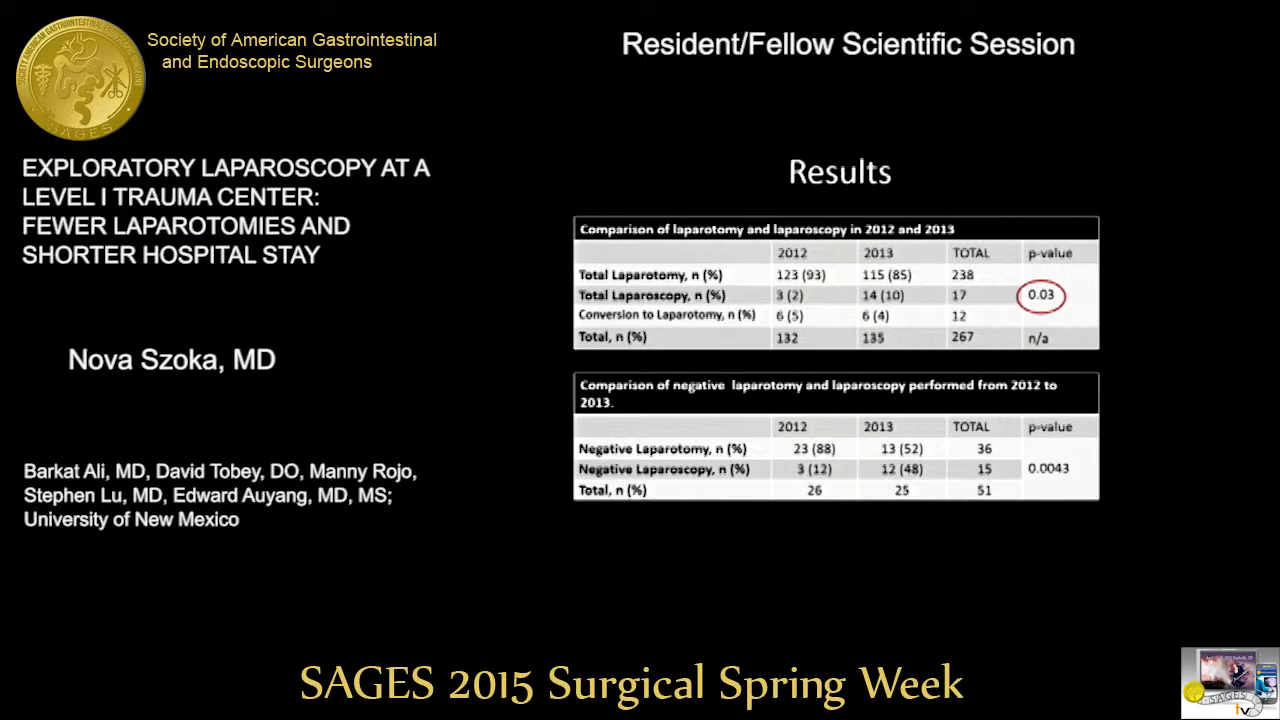 Society of American Gastrointestinal
and Endoscopic Surgeons
Resident/Fellow Scientific Session
EXPLORATORY LAPAROSCOPY AT A
LEVEL I TRAUMA CENTER:
FEWER LAPAROTOMIES AND
SHORTER HOSPITAL STAY
Nova Szoka, MD
Barkat Ali, MD, David Tobey, DO, Manny Rojo,
Stephen Lu, MD, Edward Auyang, MD, MS;
University of New Mexico
Results
Comparison of laparotomy and laparoscopy in 2012 and 2013
2012 2013 TOTAL p-value
Total Laparotomy, n (%) 123 (93) 115 (85) 238
Total Laparoscopy, n (%) 3 (2) 14 (10) 17 0.03
Conversion to Laparotomy, n (%) 6 (5) 6 (4) 12
Total, n (%) 132 135 267 n/a
Comparison of negative laparotomy and laparoscopy performed from 2012 to
2013.
2012 2013 TOTAL p-value
Negative Laparotomy, n (%) 23 (88) 13 (52) 36
Negative Laparoscopy, n (%) 3 (12) 12 (48) 15 0.0043
Total, n (%) 26 25 51
SAGES 2015 Surgical Spring Week
SAGES
tv